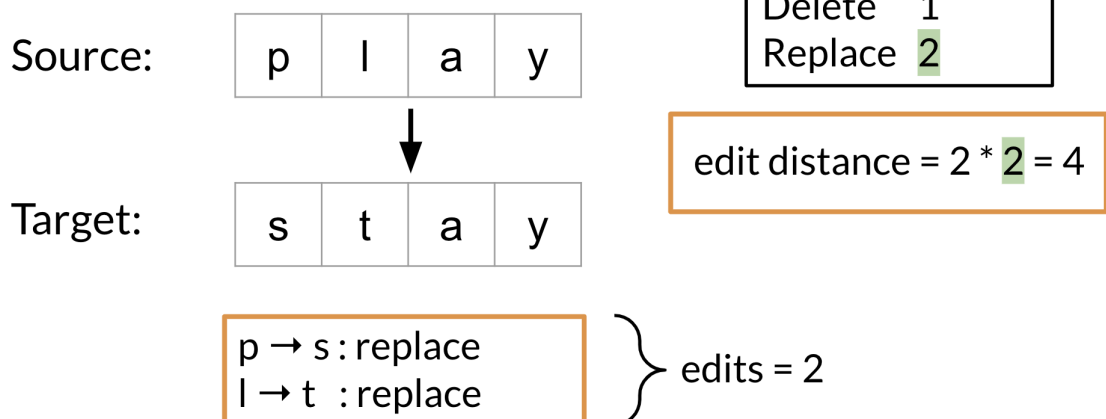 Delete 1
Replace 2
Source: p l a y
edit distance = 2 * 2 = 4
Target: s t a y
p → s : replace
l → t : replace
edits = 2